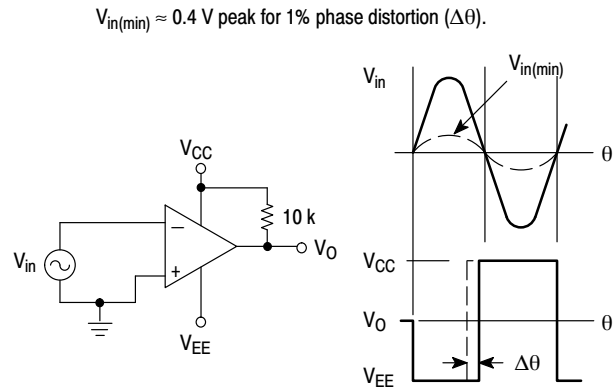 V_in(min) ≈ 0.4 V peak for 1% phase distortion (Δθ).
V_in
V_in(min)
θ
V_CC
10 k
−
+
V_in
V_O
V_EE
V_CC
V_O
θ
V_EE
Δθ